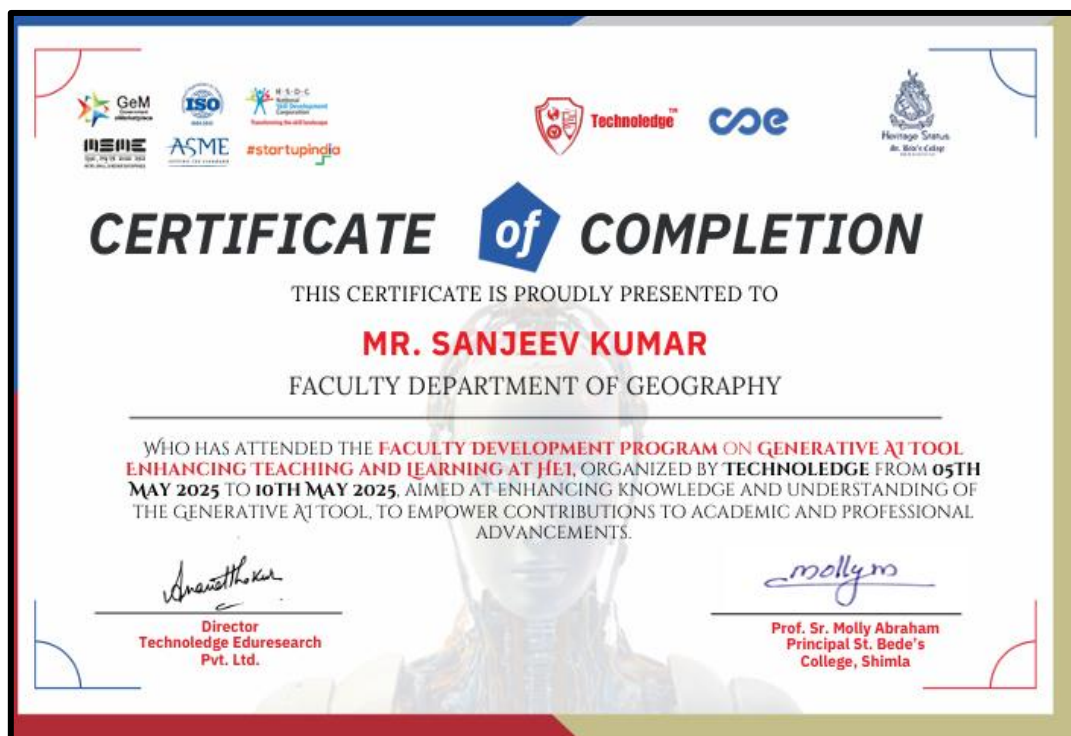 GeM
ISO
N·S·D·C
National
Skill Development
Corporation
Transforming the skill landscape
Technoledge™
coe
Heritage Status
St. Bede's College
ASME
#startupindia
CERTIFICATE of COMPLETION
THIS CERTIFICATE IS PROUDLY PRESENTED TO
MR. SANJEEV KUMAR
FACULTY DEPARTMENT OF GEOGRAPHY
WHO HAS ATTENDED THE FACULTY DEVELOPMENT PROGRAM ON GENERATIVE AI TOOL
ENHANCING TEACHING AND LEARNING AT HEI, ORGANIZED BY TECHNOLEDGE FROM 05TH
MAY 2025 TO 10TH MAY 2025, AIMED AT ENHANCING KNOWLEDGE AND UNDERSTANDING OF
THE GENERATIVE AI TOOL, TO EMPOWER CONTRIBUTIONS TO ACADEMIC AND PROFESSIONAL
ADVANCEMENTS.
mollym
Director
Technoledge Eduresearch
Pvt. Ltd.
Prof. Sr. Molly Abraham
Principal St. Bede's
College, Shimla